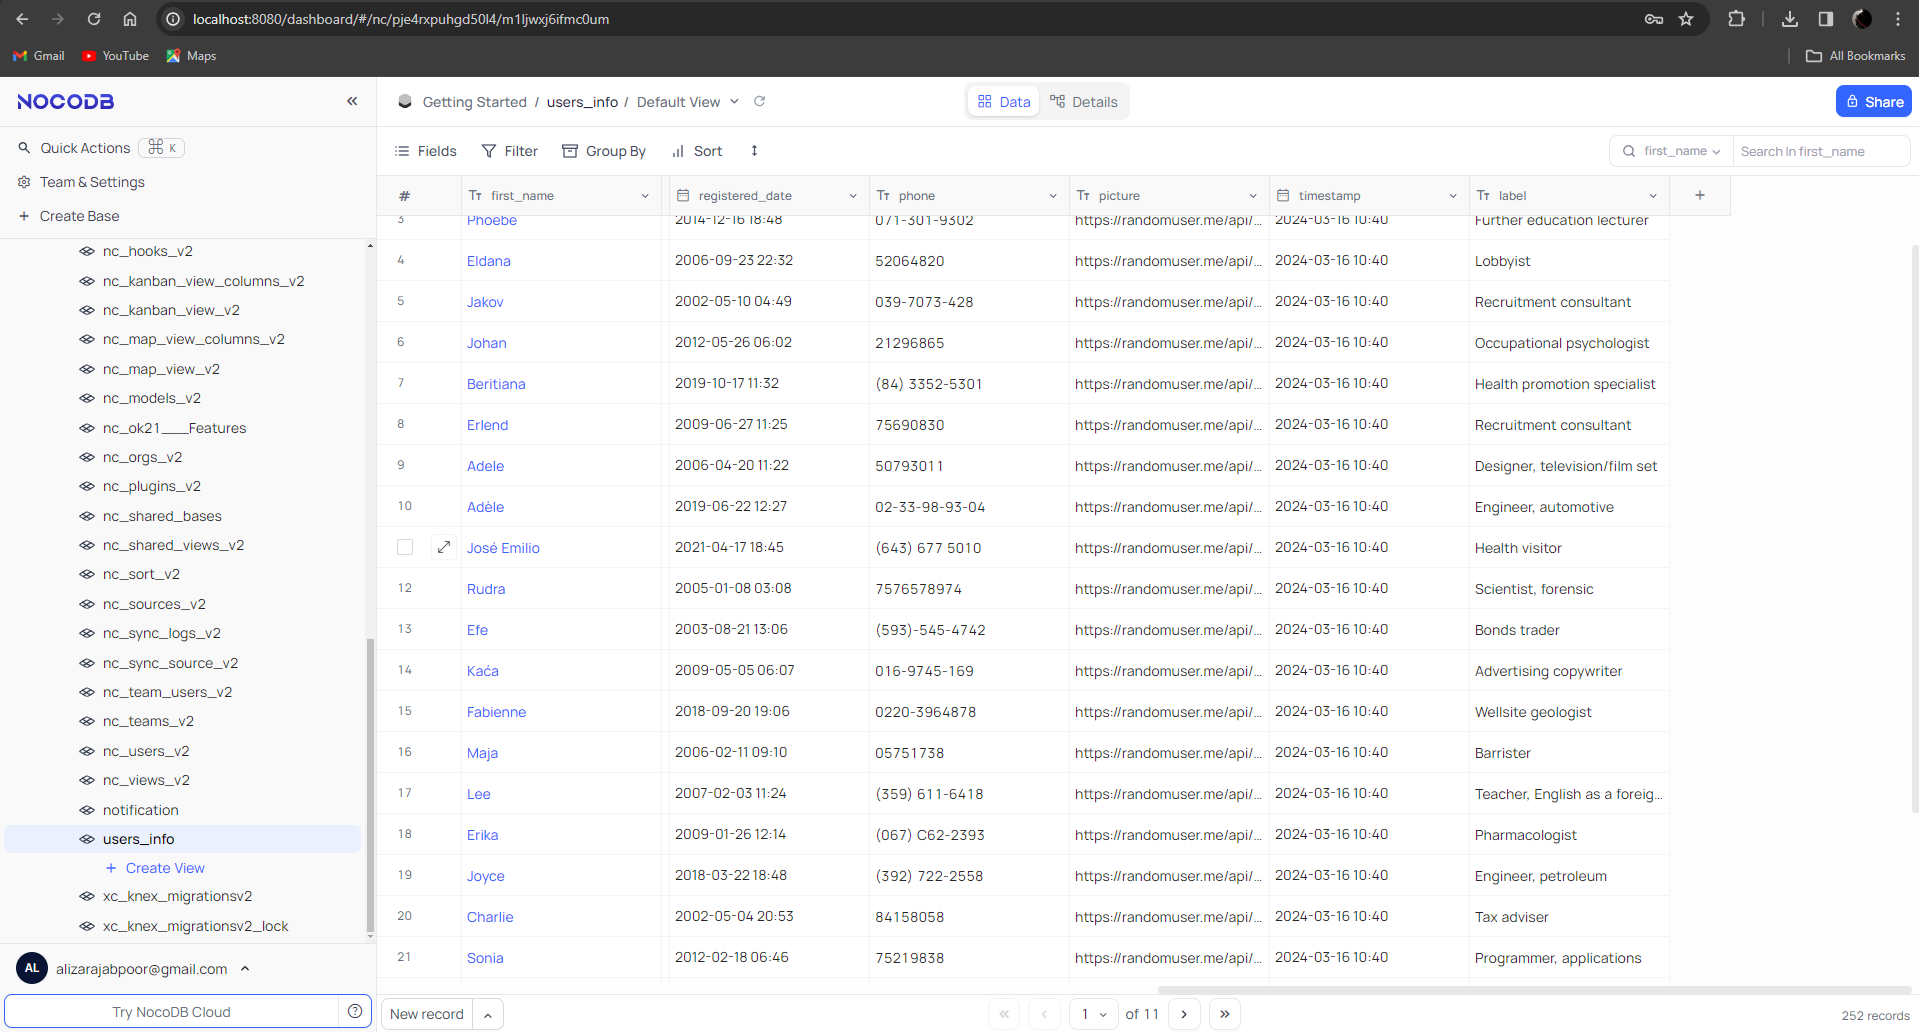 localhost:8080/dashboard/#/nc/pje4rxpuhgd50l4/m1ljwxj6ifmc0um
Gmail YouTube Maps All Bookmarks
NOCODB
Getting Started / users_info / Default View Data Details Share
Quick Actions ⌘ K
Team & Settings
Create Base
nc_hooks_v2
nc_kanban_view_columns_v2
nc_kanban_view_v2
nc_map_view_columns_v2
nc_map_view_v2
nc_models_v2
nc_ok21___Features
nc_orgs_v2
nc_plugins_v2
nc_shared_bases
nc_shared_views_v2
nc_sort_v2
nc_sources_v2
nc_sync_logs_v2
nc_sync_source_v2
nc_team_users_v2
nc_teams_v2
nc_users_v2
nc_views_v2
notification
users_info
+ Create View
xc_knex_migrationsv2
xc_knex_migrationsv2_lock
AL alizarajabpoor@gmail.com
Try NocoDB Cloud
Fields Filter Group By Sort first_name Search In first_name
# first_name registered_date phone picture timestamp label +
3 Phoebe 2014-12-16 18:48 071-301-9302 https://randomuser.me/api/... 2024-03-16 10:40 Further education lecturer
4 Eldana 2006-09-23 22:32 52064820 https://randomuser.me/api/... 2024-03-16 10:40 Lobbyist
5 Jakov 2002-05-10 04:49 039-7073-428 https://randomuser.me/api/... 2024-03-16 10:40 Recruitment consultant
6 Johan 2012-05-26 06:02 21296865 https://randomuser.me/api/... 2024-03-16 10:40 Occupational psychologist
7 Beritiana 2019-10-17 11:32 (84) 3352-5301 https://randomuser.me/api/... 2024-03-16 10:40 Health promotion specialist
8 Erlend 2009-06-27 11:25 75690830 https://randomuser.me/api/... 2024-03-16 10:40 Recruitment consultant
9 Adele 2006-04-20 11:22 50793011 https://randomuser.me/api/... 2024-03-16 10:40 Designer, television/film set
10 Adèle 2019-06-22 12:27 02-33-98-93-04 https://randomuser.me/api/... 2024-03-16 10:40 Engineer, automotive
José Emilio 2021-04-17 18:45 (643) 677 5010 https://randomuser.me/api/... 2024-03-16 10:40 Health visitor
12 Rudra 2005-01-08 03:08 7576578974 https://randomuser.me/api/... 2024-03-16 10:40 Scientist, forensic
13 Efe 2003-08-21 13:06 (593)-545-4742 https://randomuser.me/api/... 2024-03-16 10:40 Bonds trader
14 Kaća 2009-05-05 06:07 016-9745-169 https://randomuser.me/api/... 2024-03-16 10:40 Advertising copywriter
15 Fabienne 2018-09-20 19:06 0220-3964878 https://randomuser.me/api/... 2024-03-16 10:40 Wellsite geologist
16 Maja 2006-02-11 09:10 05751738 https://randomuser.me/api/... 2024-03-16 10:40 Barrister
17 Lee 2007-02-03 11:24 (359) 611-6418 https://randomuser.me/api/... 2024-03-16 10:40 Teacher, English as a foreig...
18 Erika 2009-01-26 12:14 (067) C62-2393 https://randomuser.me/api/... 2024-03-16 10:40 Pharmacologist
19 Joyce 2018-03-22 18:48 (392) 722-2558 https://randomuser.me/api/... 2024-03-16 10:40 Engineer, petroleum
20 Charlie 2002-05-04 20:53 84158058 https://randomuser.me/api/... 2024-03-16 10:40 Tax adviser
21 Sonia 2012-02-18 06:46 75219838 https://randomuser.me/api/... 2024-03-16 10:40 Programmer, applications
New record 1 of 11 252 records